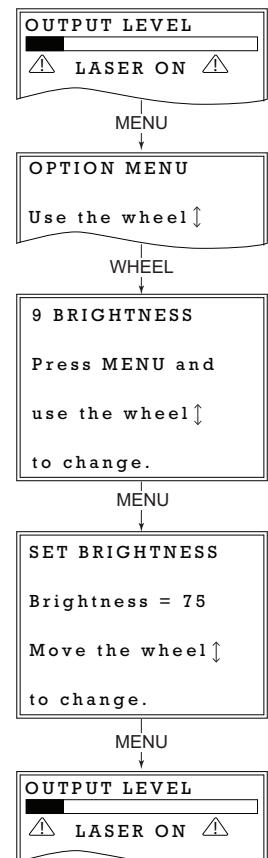 OUTPUT LEVEL
LASER ON
MENU
OPTION MENU
Use the wheel ↕
WHEEL
9 BRIGHTNESS
Press MENU and
use the wheel ↕
to change.
MENU
SET BRIGHTNESS
Brightness = 75
Move the wheel ↕
to change.
MENU
OUTPUT LEVEL
LASER ON